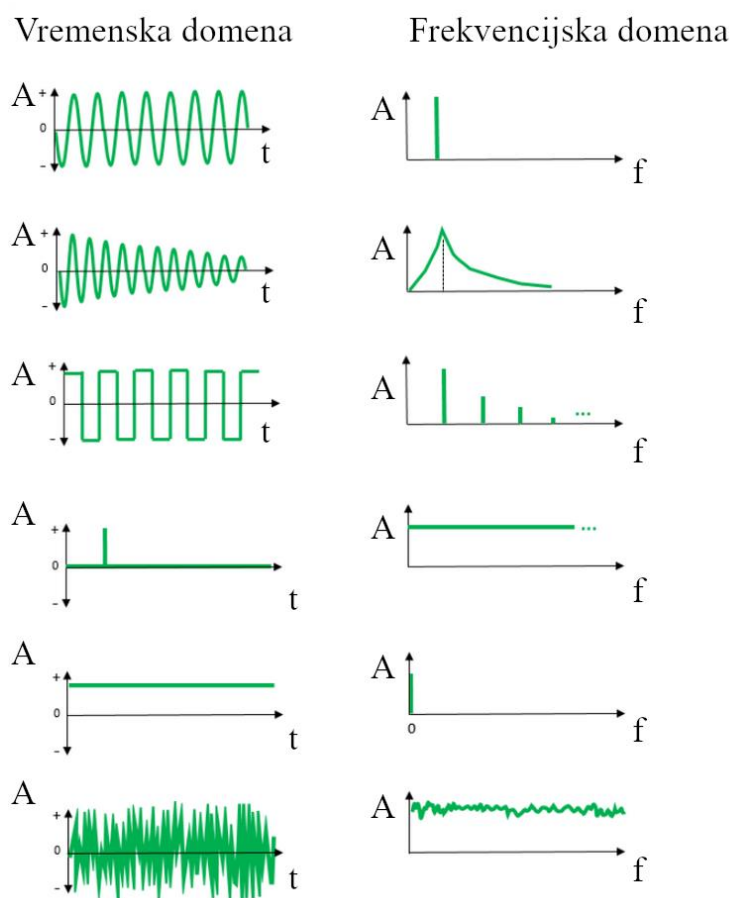 Vremenska domena Frekvencijska domena
A + 0 - t A f
A + 0 - t A f
A + 0 - t A ... f
A + 0 - t A ... f
A + 0 - t A 0 f
A + 0 - t A f